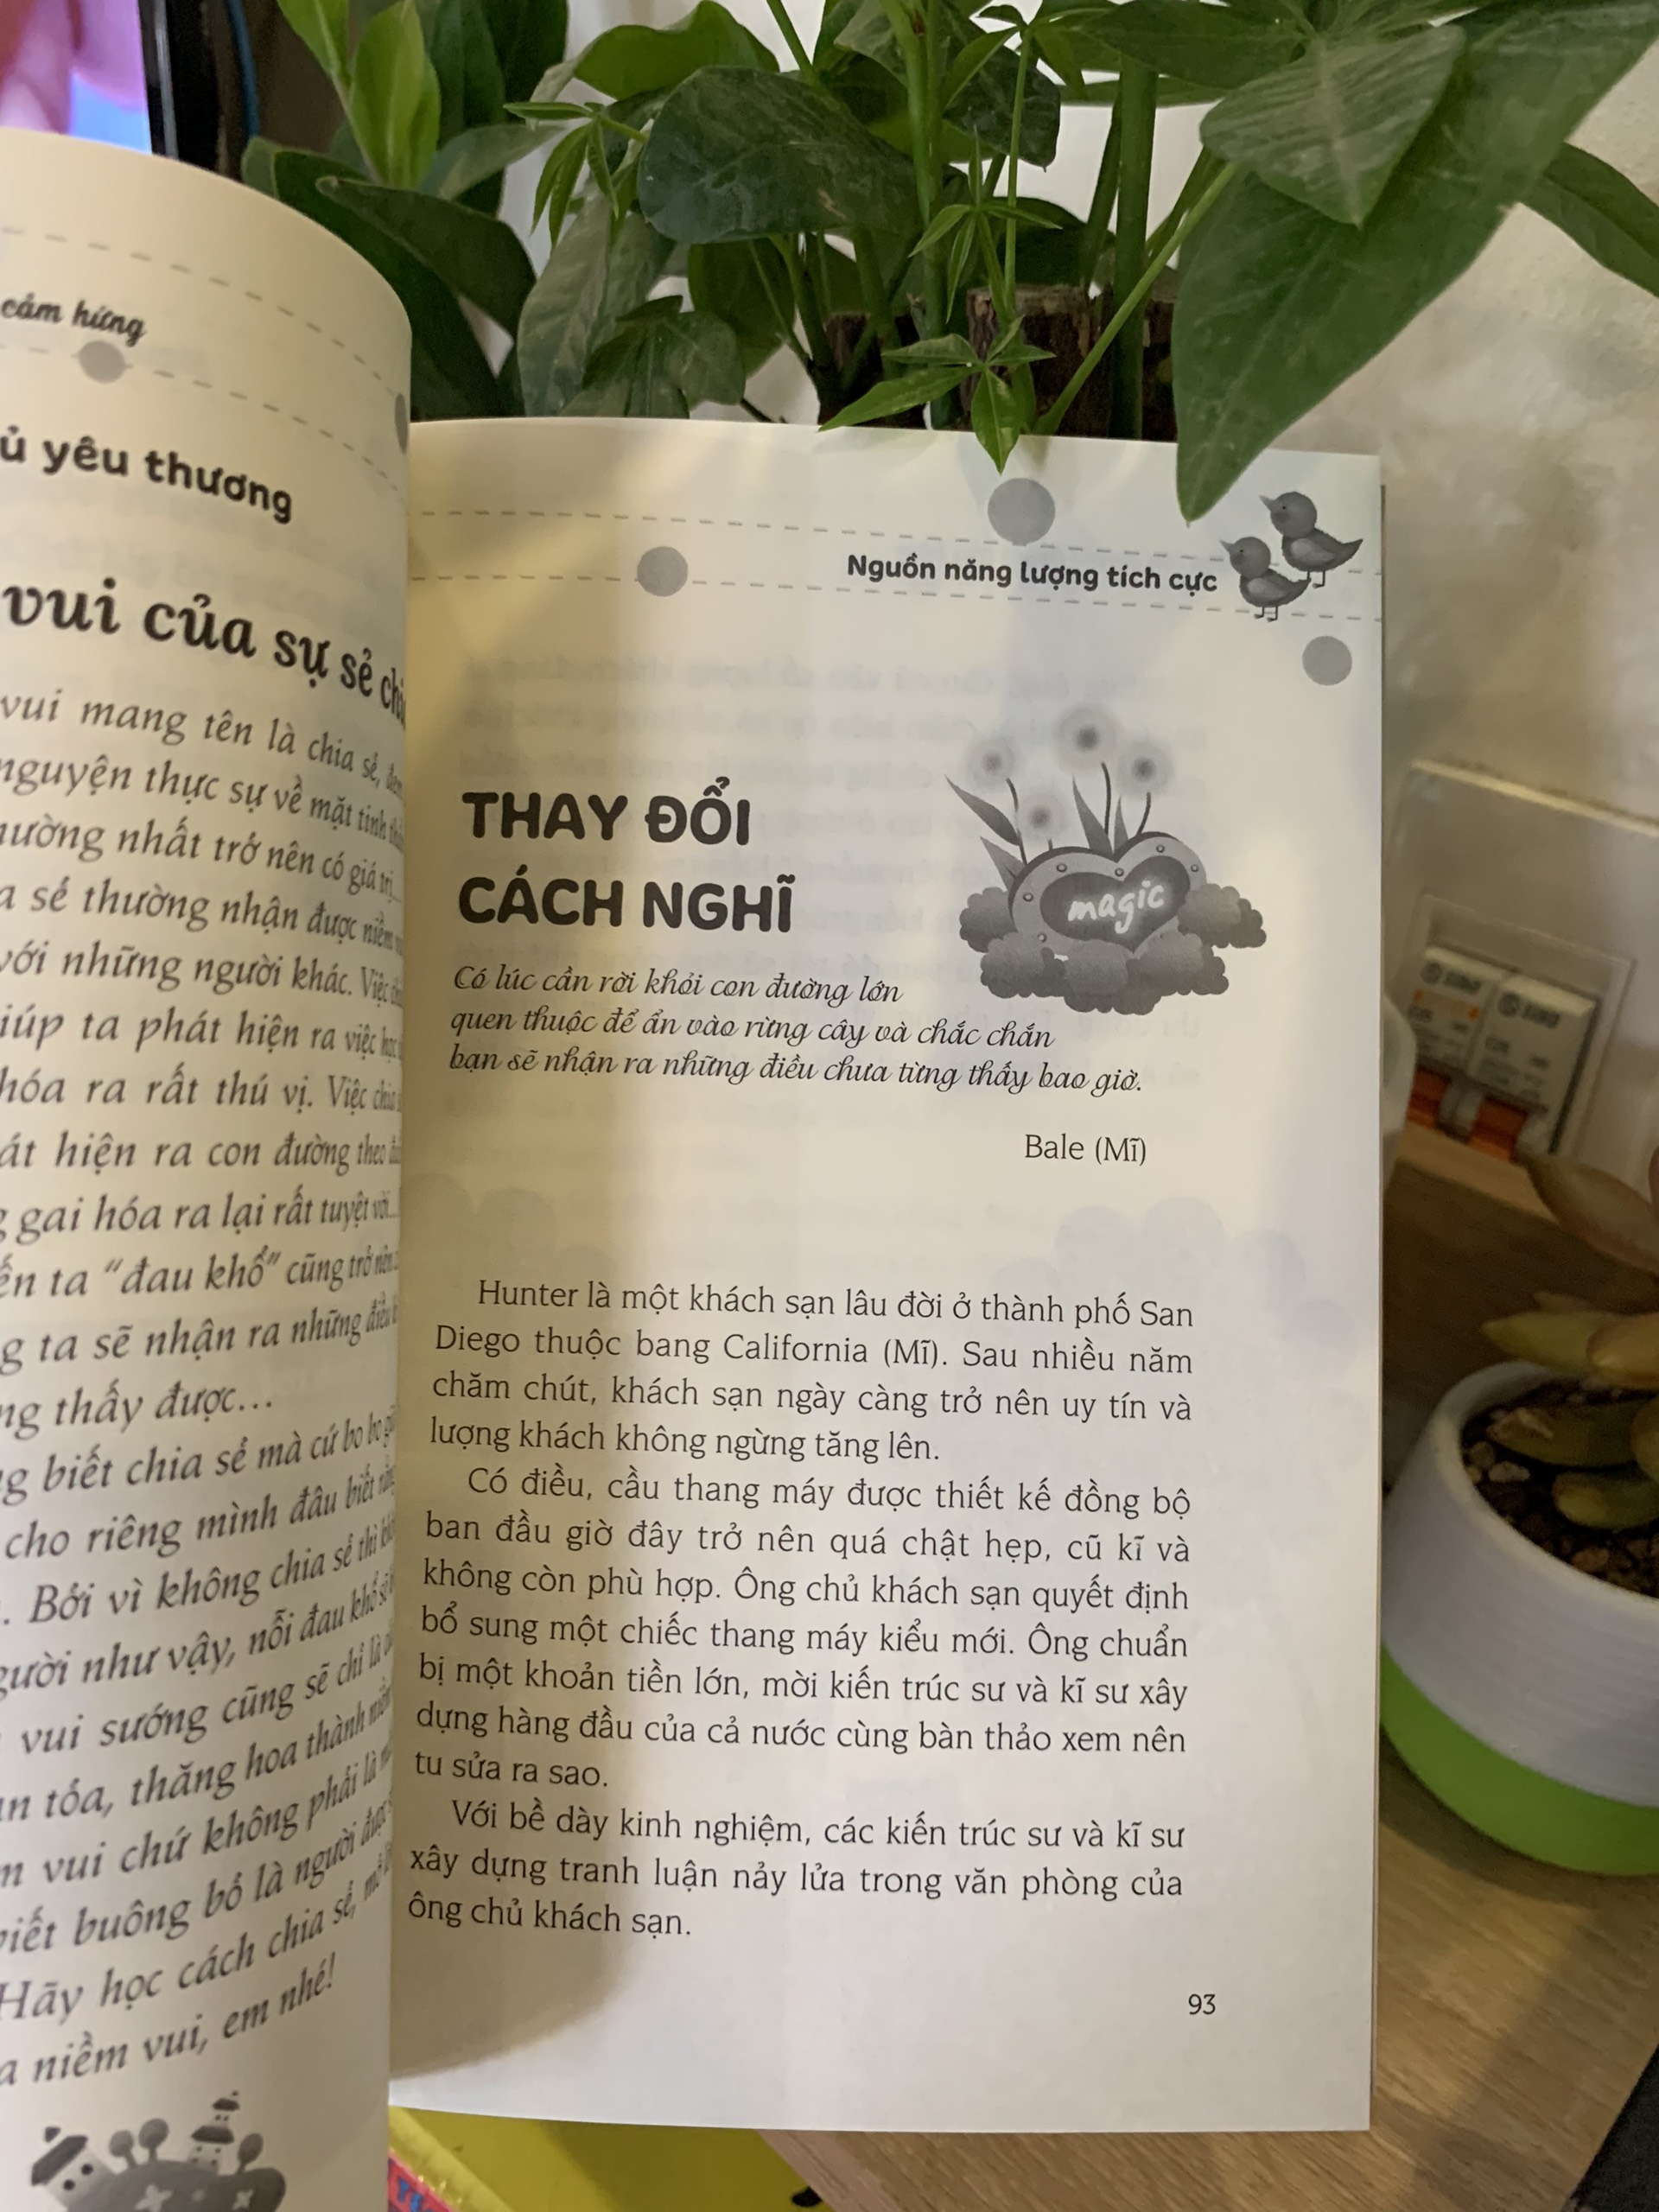 cảm hứng
yêu thương
vui của sự sẻ
vui mang tên là chia sẻ,
nguyện thực sự về mặt tinh
nhất trở nên có giá trị
sẻ thường nhận được niềm
với những người khác. Việc
giúp ta phát hiện ra việc
hóa ra rất thú vị. Việc chia
hiện ra con đường theo
gai hóa ra lại rất tuyệt vời...
ta “đau khổ” cũng trở nên
ta sẽ nhận ra những điều
thấy được...
biết chia sẻ mà cứ bo bo
cho riêng mình đâu biết
Bởi vì không chia sẻ thì
người như vậy, nỗi đau khổ
vui sướng cũng sẽ chỉ là
tỏa, thăng hoa thành
vui chứ không phải là
biết buông bỏ là người được
Hãy học cách chia sẻ,
niềm vui, em nhé!
Nguồn năng lượng tích cực
THAY ĐỔI
CÁCH NGHĨ
magic
Có lúc cần rời khỏi con đường lớn
quen thuộc để ẩn vào rừng cây và chắc chắn
bạn sẽ nhận ra những điều chưa từng thấy bao giờ.
Bale (Mĩ)
Hunter là một khách sạn lâu đời ở thành phố San
Diego thuộc bang California (Mĩ). Sau nhiều năm
chăm chút, khách sạn ngày càng trở nên uy tín và
lượng khách không ngừng tăng lên.
Có điều, cầu thang máy được thiết kế đồng bộ
ban đầu giờ đây trở nên quá chật hẹp, cũ kĩ và
không còn phù hợp. Ông chủ khách sạn quyết định
bổ sung một chiếc thang máy kiểu mới. Ông chuẩn
bị một khoản tiền lớn, mời kiến trúc sư và kĩ sư xây
dựng hàng đầu của cả nước cùng bàn thảo xem nên
tu sửa ra sao.
Với bề dày kinh nghiệm, các kiến trúc sư và kĩ sư
xây dựng tranh luận nảy lửa trong văn phòng của
ông chủ khách sạn.
93